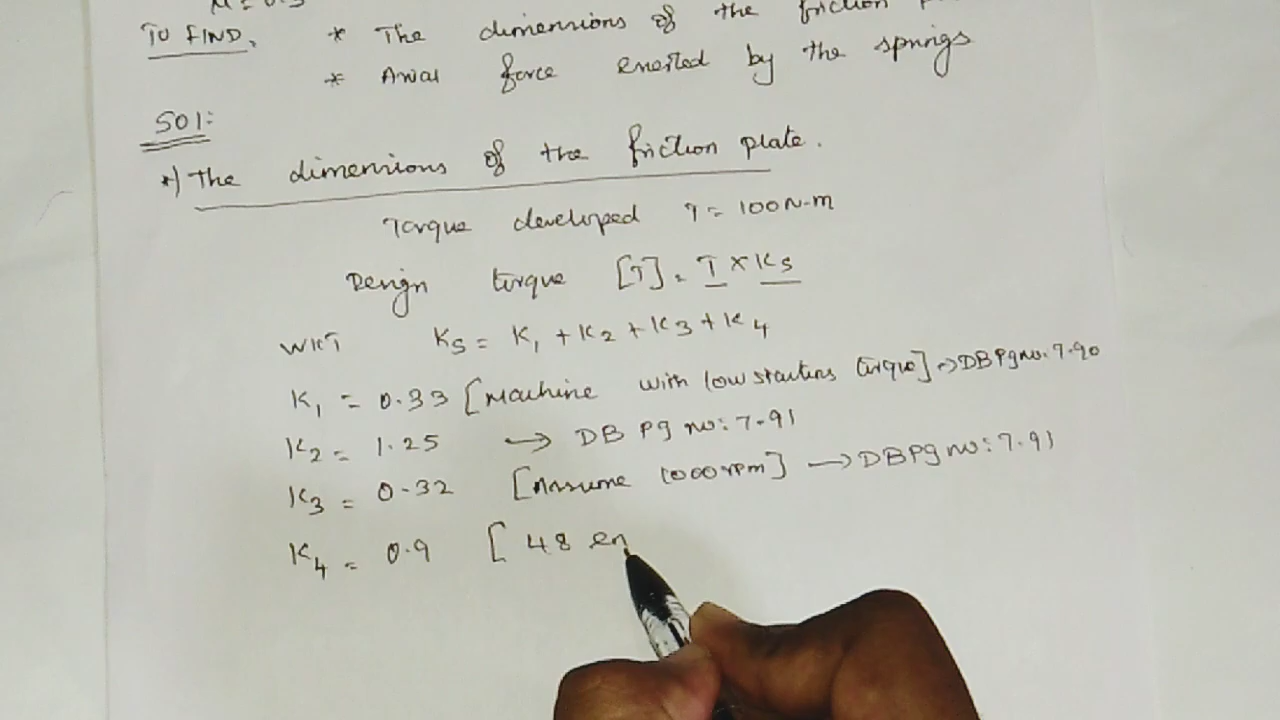 μ = 0.3
TO FIND. * The dimensions of the friction
* Axial force exerted by the springs
SOl:
*) The dimensions of the friction plate.
Torque developed T = 100 N-m
Design torque [T] = T x Ks
WKT Ks = K1 + K2 + K3 + K4
K1 = 0.33 [Machine with low starting torque] → DB Pg no. 7.90
K2 = 1.25 → DB Pg no: 7.91
K3 = 0.32 [Assume 1000 rpm] → DB Pg no: 7.91
K4 = 0.9 [ 48 en